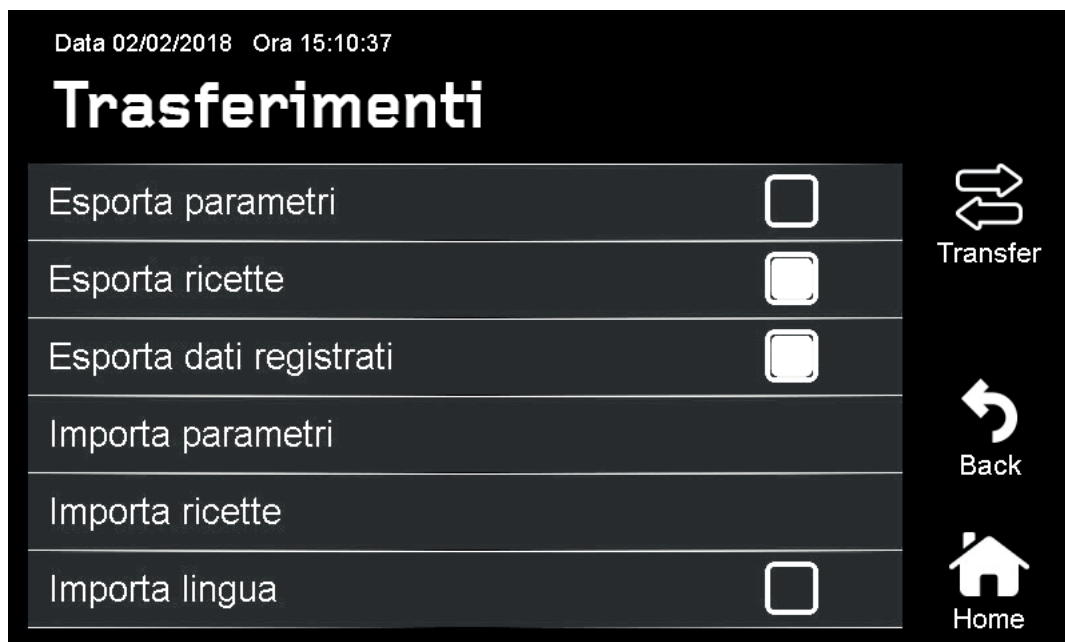 Data 02/02/2018 Ora 15:10:37
Trasferimenti
Esporta parametri
Transfer
Esporta ricette
Esporta dati registrati
Importa parametri
Back
Importa ricette
Importa lingua
Home